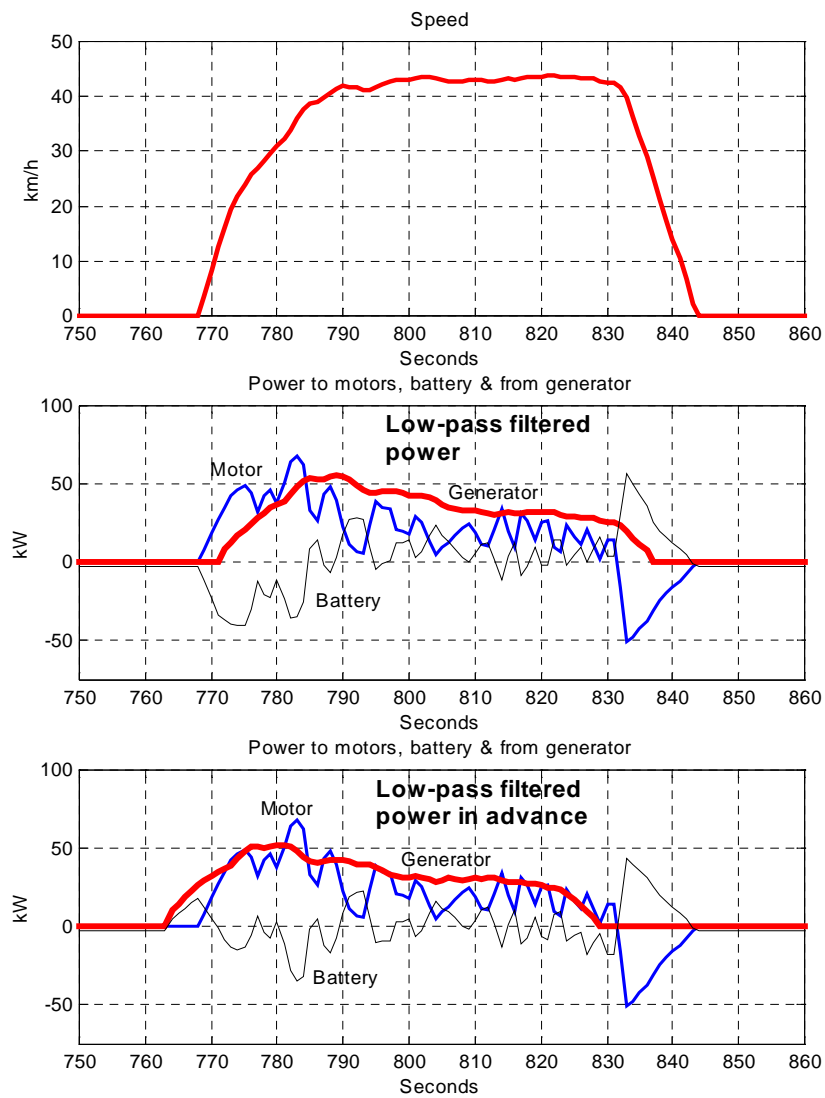 Speed
50
40
30
20
10
0
km/h
750 760 770 780 790 800 810 820 830 840 850 860
Seconds
Power to motors, battery & from generator
100
50
0
-50
kW
Low-pass filtered
power
Motor
Generator
Battery
750 760 770 780 790 800 810 820 830 840 850 860
Seconds
Power to motors, battery & from generator
100
50
0
-50
kW
Low-pass filtered
power in advance
Motor
Generator
Battery
750 760 770 780 790 800 810 820 830 840 850 860
Seconds